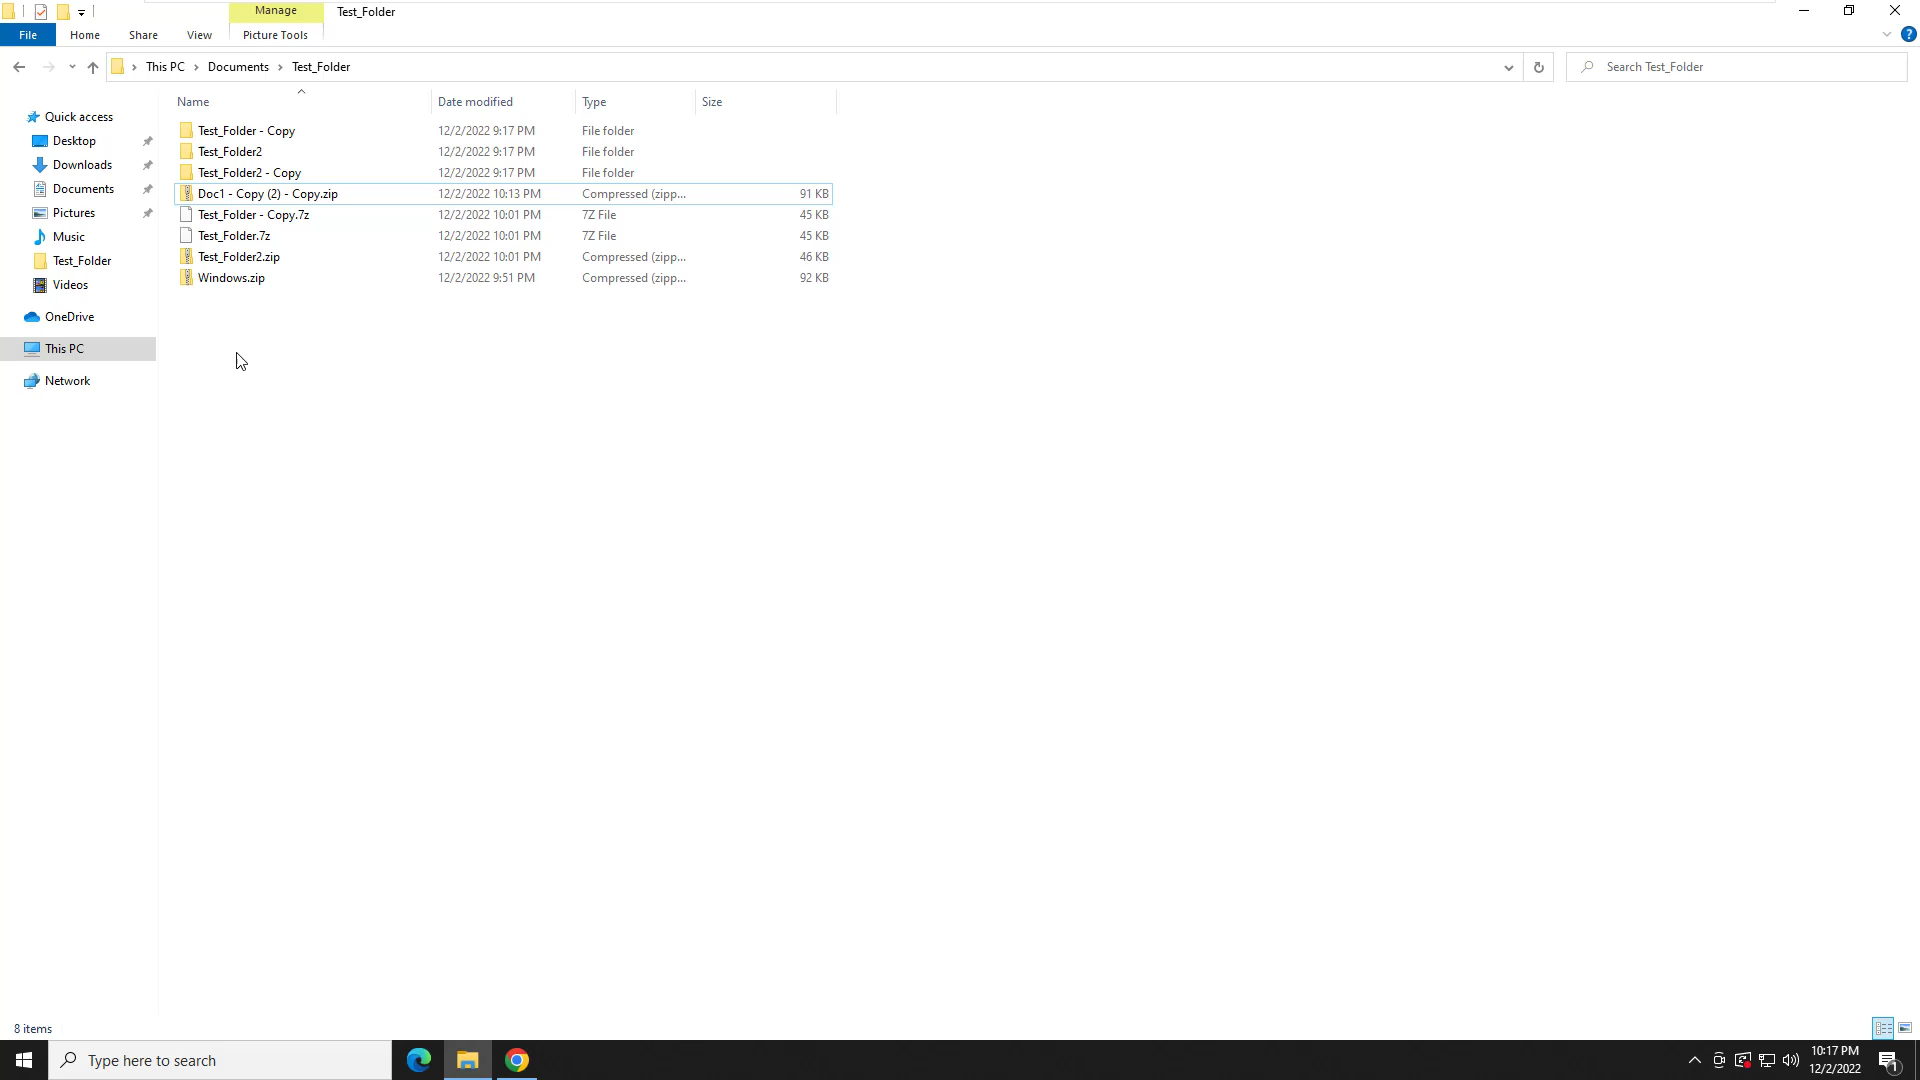 Manage Test_Folder
File Home Share View Picture Tools
This PC Documents Test_Folder Search Test_Folder
Name Date modified Type Size
Quick access
Desktop
Downloads
Documents
Pictures
Music
Test_Folder
Videos
OneDrive
This PC
Network
Test_Folder - Copy 12/2/2022 9:17 PM File folder
Test_Folder2 12/2/2022 9:17 PM File folder
Test_Folder2 - Copy 12/2/2022 9:17 PM File folder
Doc1 - Copy (2) - Copy.zip 12/2/2022 10:13 PM Compressed (zipp... 91 KB
Test_Folder - Copy.7z 12/2/2022 10:01 PM 7Z File 45 KB
Test_Folder.7z 12/2/2022 10:01 PM 7Z File 45 KB
Test_Folder2.zip 12/2/2022 10:01 PM Compressed (zipp... 46 KB
Windows.zip 12/2/2022 9:51 PM Compressed (zipp... 92 KB
8 items
Type here to search
10:17 PM
12/2/2022
1